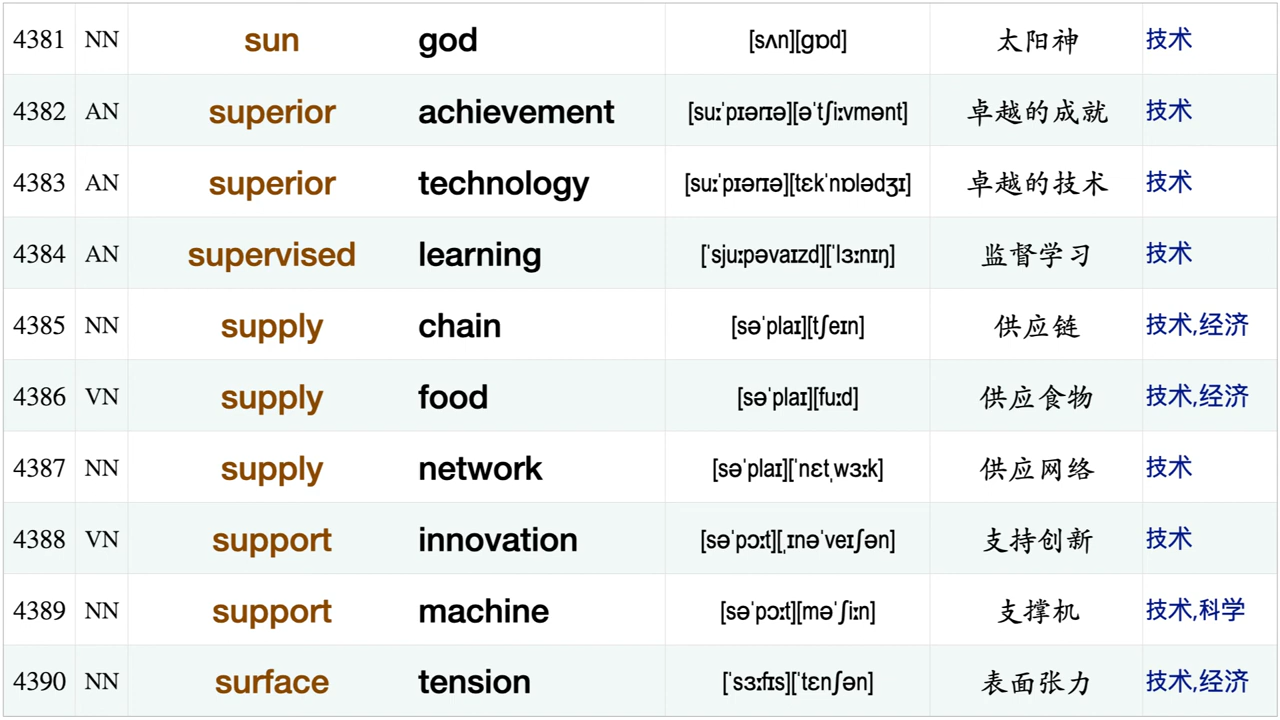 4381 NN sun god [sʌn][ɡɒd] 太阳神 技术
4382 AN superior achievement [suːˈpɪərɪə][əˈtʃiːvmənt] 卓越的成就 技术
4383 AN superior technology [suːˈpɪərɪə][tɛkˈnɒlədʒɪ] 卓越的技术 技术
4384 AN supervised learning [ˈsjuːpəvaɪzd][ˈlɜːnɪŋ] 监督学习 技术
4385 NN supply chain [səˈplaɪ][tʃeɪn] 供应链 技术,经济
4386 VN supply food [səˈplaɪ][fuːd] 供应食物 技术,经济
4387 NN supply network [səˈplaɪ][ˈnɛtˌwɜːk] 供应网络 技术
4388 VN support innovation [səˈpɔːt][ˌɪnəˈveɪʃən] 支持创新 技术
4389 NN support machine [səˈpɔːt][məˈʃiːn] 支撑机 技术,科学
4390 NN surface tension [ˈsɜːfɪs][ˈtɛnʃən] 表面张力 技术,经济